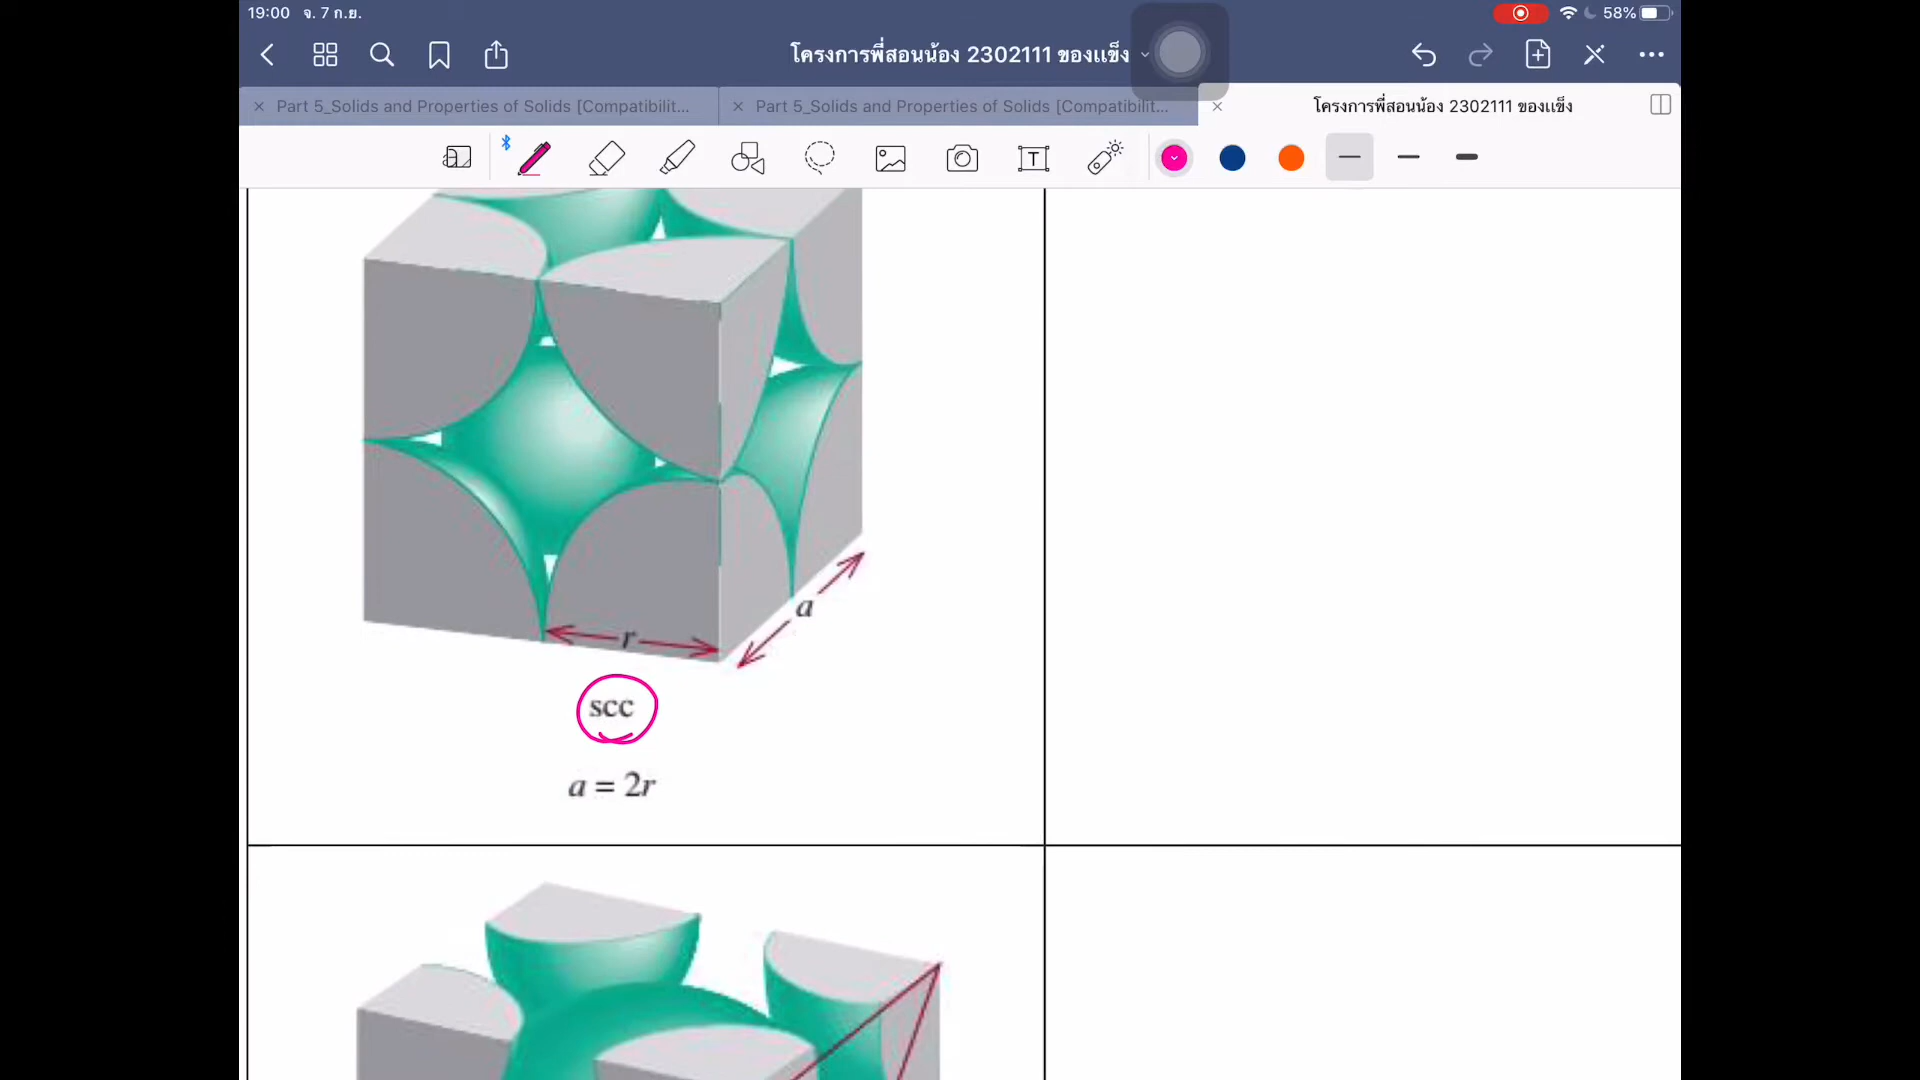 19:00 จ. 7 ก.ย.
58%
โครงการพี่สอนน้อง 2302111 ของแข็ง
Part 5_Solids and Properties of Solids [Compatibilit...
Part 5_Solids and Properties of Solids [Compatibilit...
โครงการพี่สอนน้อง 2302111 ของแข็ง
a
T
a
r
scc
a = 2r